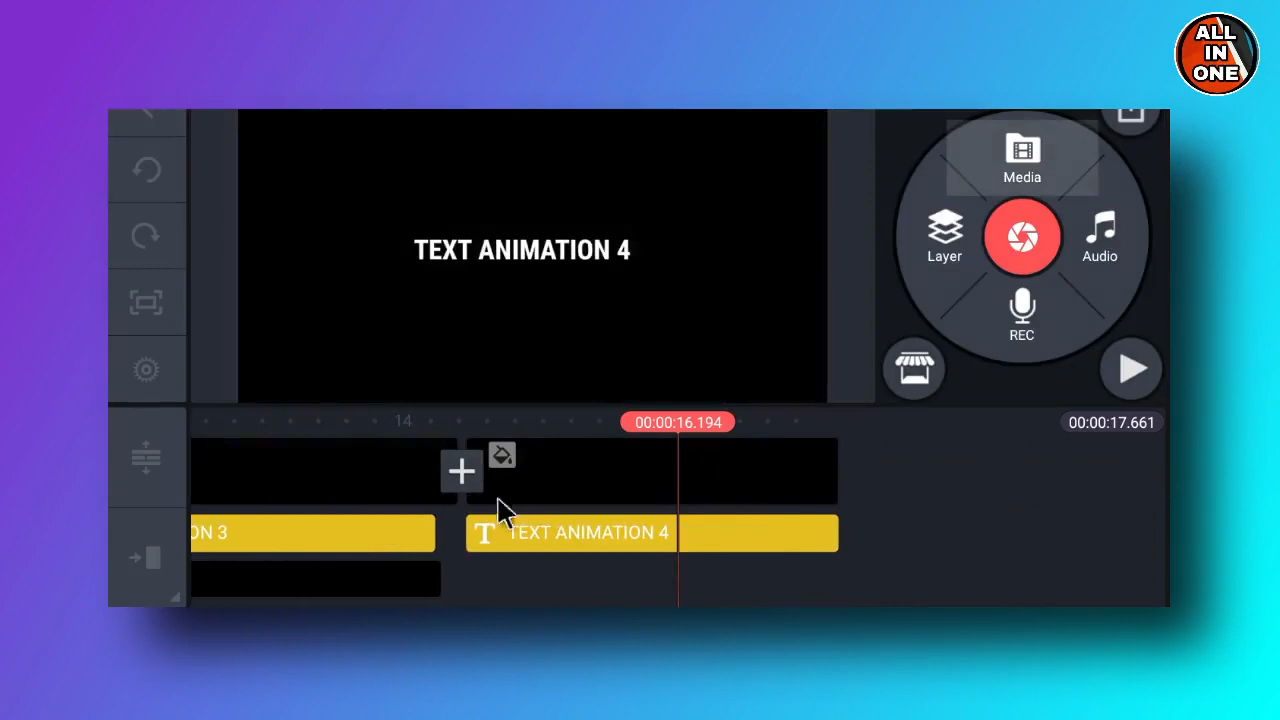 ALL
IN
ONE
Media
TEXT ANIMATION 4
Layer
Audio
REC
14
00:00:16.194
00:00:17.661
ON 3
T TEXT ANIMATION 4